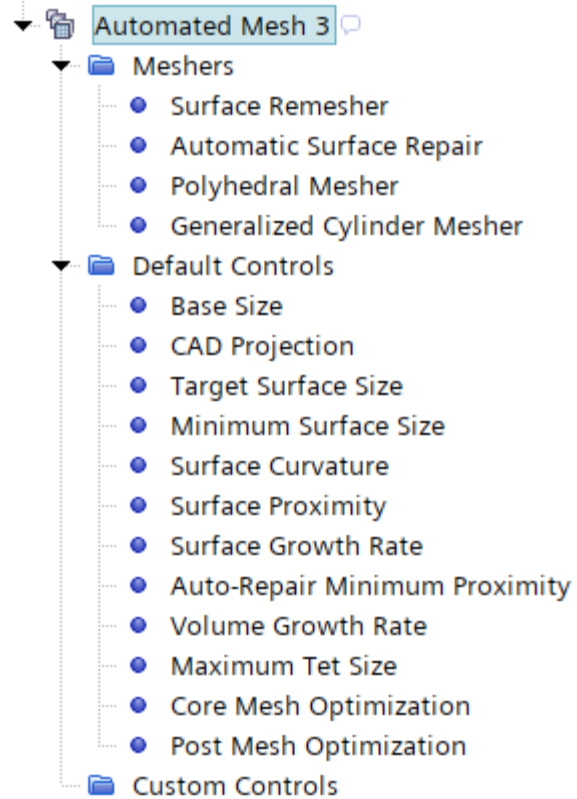 Automated Mesh 3
Meshers
Surface Remesher
Automatic Surface Repair
Polyhedral Mesher
Generalized Cylinder Mesher
Default Controls
Base Size
CAD Projection
Target Surface Size
Minimum Surface Size
Surface Curvature
Surface Proximity
Surface Growth Rate
Auto-Repair Minimum Proximity
Volume Growth Rate
Maximum Tet Size
Core Mesh Optimization
Post Mesh Optimization
Custom Controls